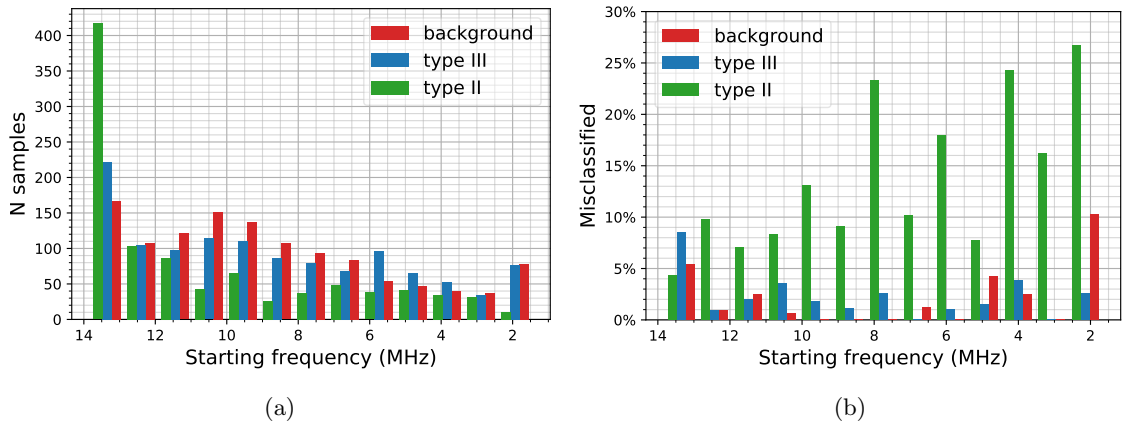 400
350
300
250
200
150
100
50
0
N samples
background
type III
type II
14 12 10 8 6 4 2
Starting frequency (MHz)
(a)
30%
25%
20%
15%
10%
5%
0%
Misclassified
background
type III
type II
14 12 10 8 6 4 2
Starting frequency (MHz)
(b)